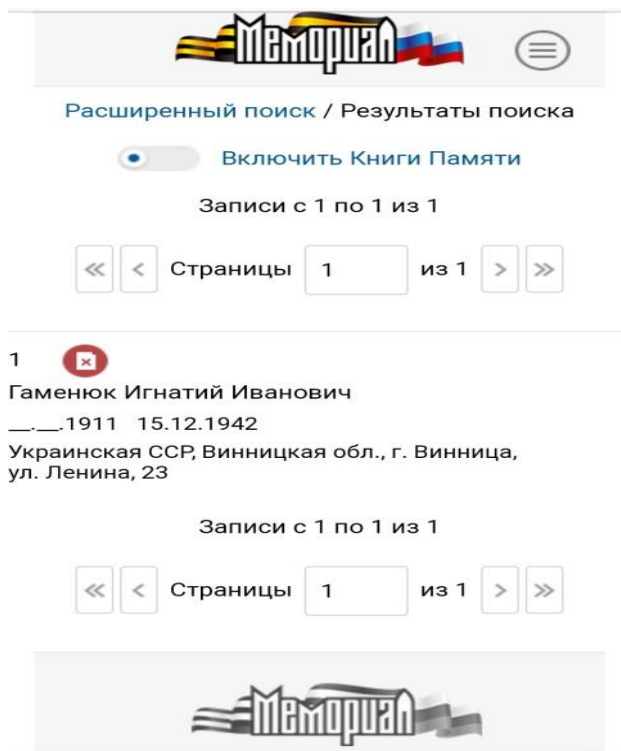 Мемориал
Расширенный поиск / Результаты поиска
Включить Книги Памяти
Записи с 1 по 1 из 1
« < Страницы 1 из 1 > »
1
Гаменюк Игнатий Иванович
__.__.1911 15.12.1942
Украинская ССР, Винницкая обл., г. Винница,
ул. Ленина, 23
Записи с 1 по 1 из 1
« < Страницы 1 из 1 > »
Мемориал